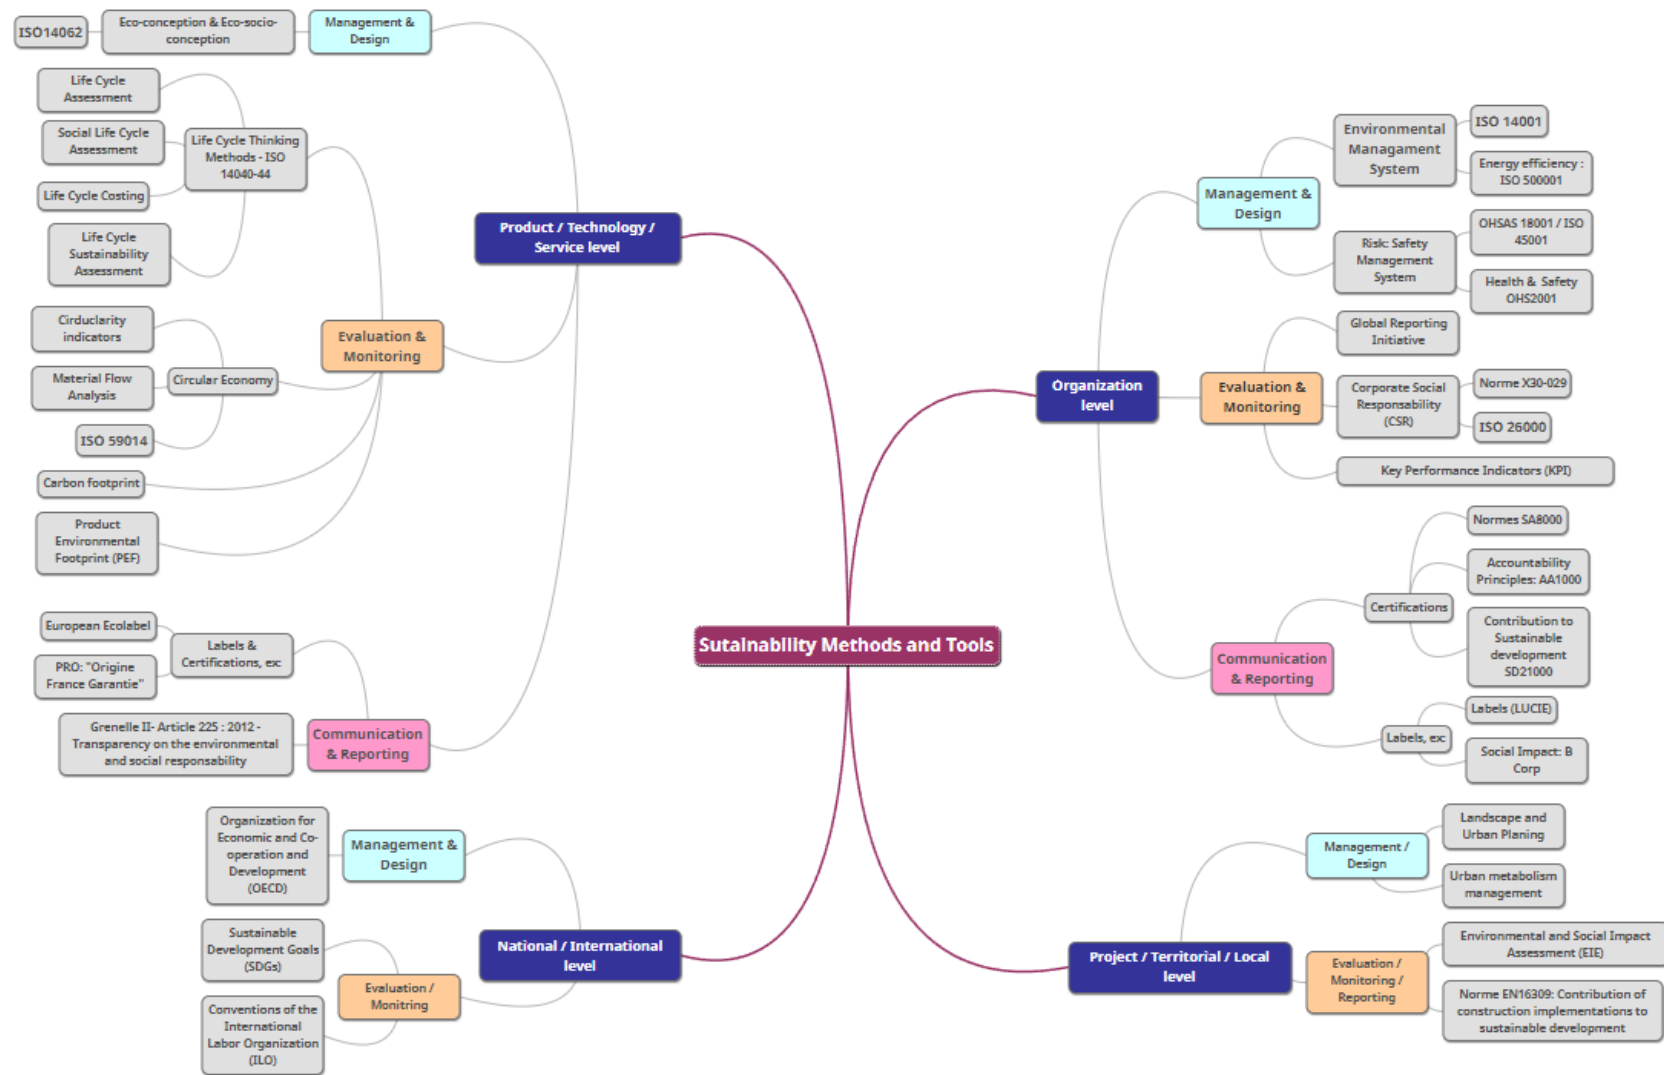 Sutainability Methods and Tools
Product / Technology /
Service level
Management &
Design
Eco-conception & Eco-socio-
conception
ISO14062
Evaluation &
Monitoring
Life Cycle Thinking
Methods - ISO
14040-44
Life Cycle
Assessment
Social Life Cycle
Assessment
Life Cycle Costing
Life Cycle
Sustainability
Assessment
Circular Economy
Cirduclarity
indicators
Material Flow
Analysis
ISO 59014
Carbon footprint
Product
Environmental
Footprint (PEF)
Communication
& Reporting
Labels &
Certifications, ex:
European Ecolabel
PRO: "Origine
France Garantie"
Grenelle II- Article 225 : 2012 -
Transparency on the environmental
and social responsability
National / International
level
Management &
Design
Organization for
Economic and Co-
operation and
Development
(OECD)
Evaluation /
Monitring
Sustainable
Development Goals
(SDGs)
Conventions of the
International
Labor Organization
(ILO)
Organization
level
Management &
Design
Environmental
Managament
System
ISO 14001
Energy efficiency :
ISO 500001
Risk: Safety
Management
System
OHSAS 18001 / ISO
45001
Health & Safety
OHS2001
Evaluation &
Monitoring
Global Reporting
Initiative
Corporate Social
Responsability
(CSR)
Norme X30-029
ISO 26000
Key Performance Indicators (KPI)
Communication
& Reporting
Certifications
Normes SA8000
Accountability
Principles: AA1000
Contribution to
Sustainable
development
SD21000
Labels, ex:
Labels (LUCIE)
Social Impact: B
Corp
Project / Territorial / Local
level
Management /
Design
Landscape and
Urban Planing
Urban metabolism
management
Evaluation /
Monitoring /
Reporting
Environmental and Social Impact
Assessment (EIE)
Norme EN16309: Contribution of
construction implementations to
sustainable development